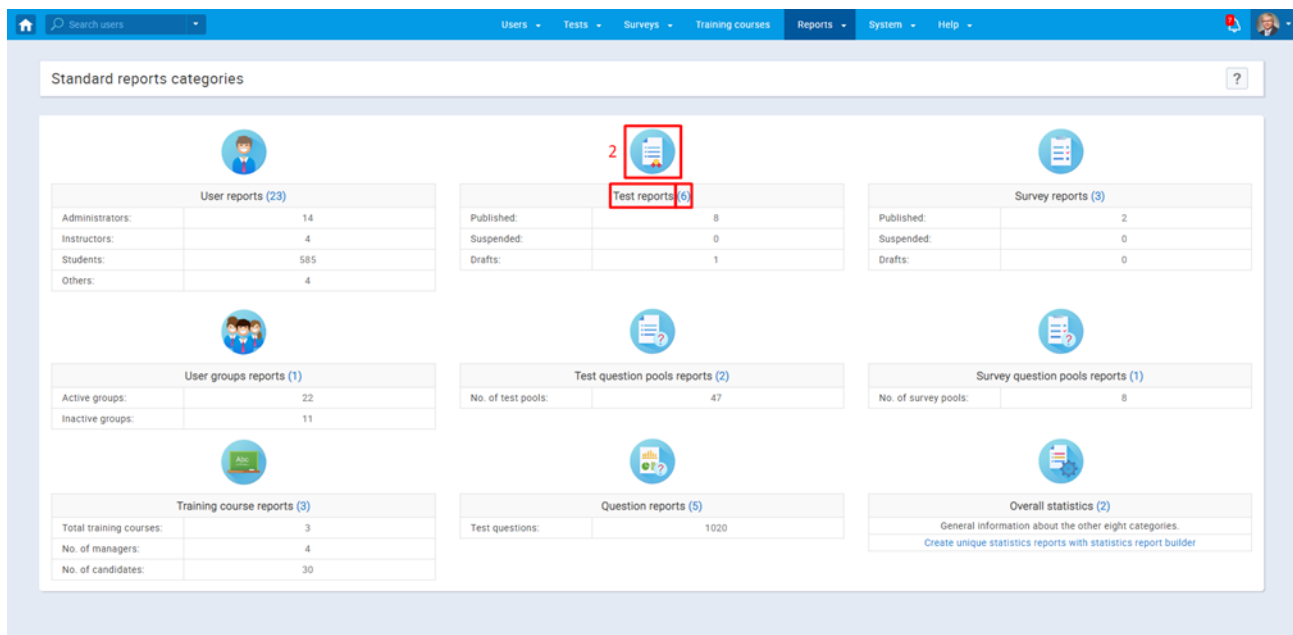 Search users
Users Tests Surveys Training courses Reports System Help
Standard reports categories
?
2
User reports (23)
Administrators: 14
Instructors: 4
Students: 585
Others: 4
Test reports (6)
Published: 8
Suspended: 0
Drafts: 1
Survey reports (3)
Published: 2
Suspended: 0
Drafts: 0
User groups reports (1)
Active groups: 22
Inactive groups: 11
?
Test question pools reports (2)
No. of test pools: 47
?
Survey question pools reports (1)
No. of survey pools: 8
Abc
Training course reports (3)
Total training courses: 3
No. of managers: 4
No. of candidates: 30
?
Question reports (5)
Test questions: 1020
Overall statistics (2)
General information about the other eight categories.
Create unique statistics reports with statistics report builder